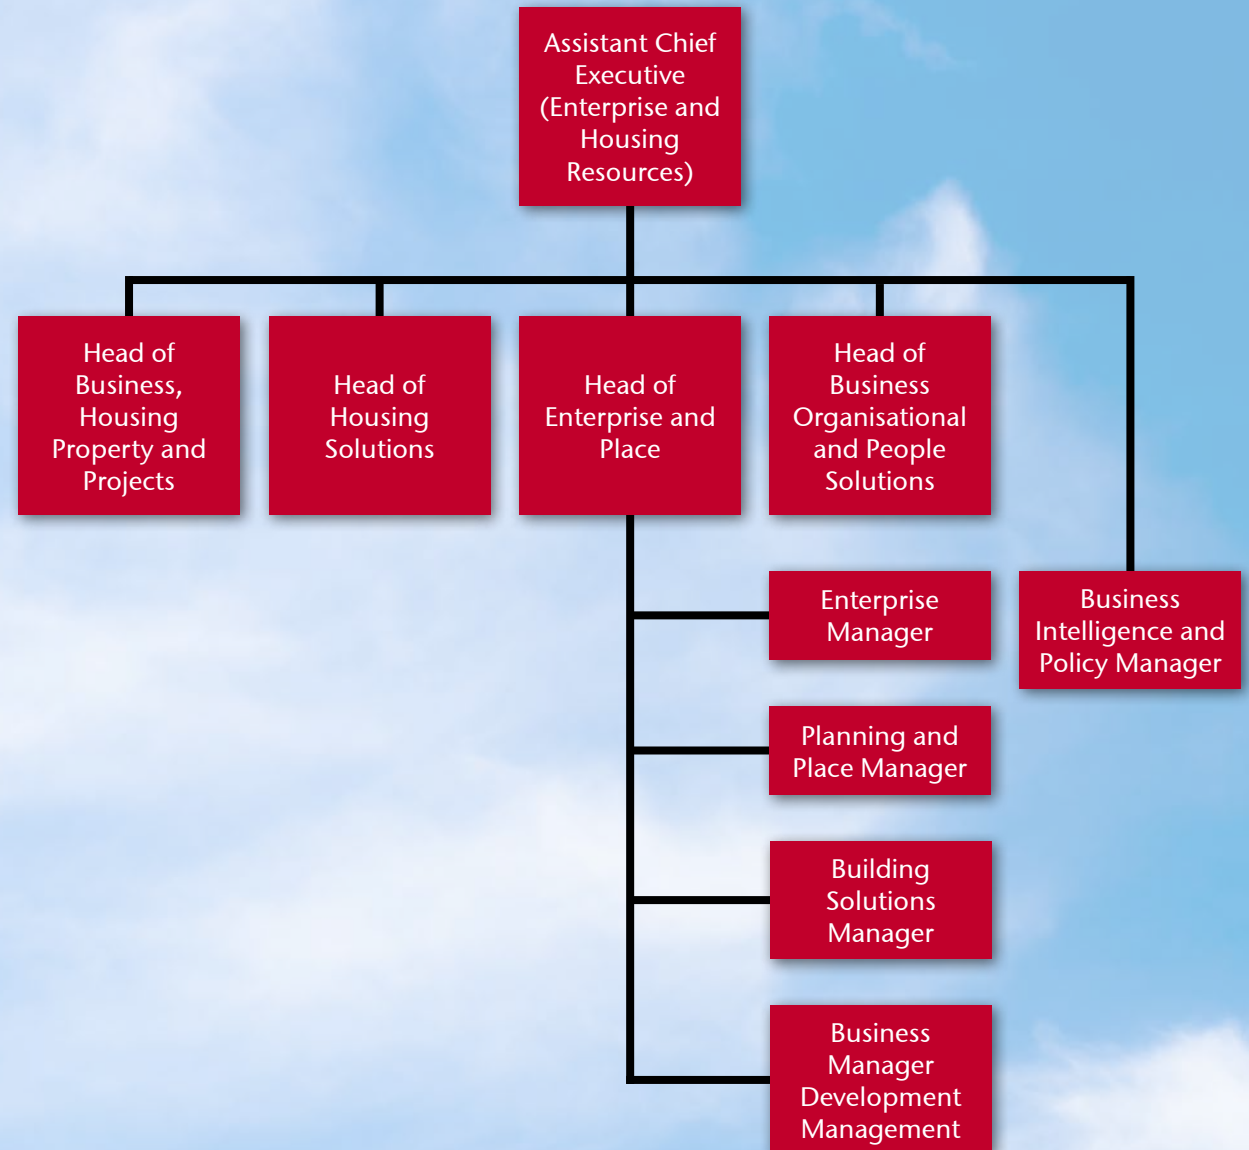 Assistant Chief
Executive
(Enterprise and
Housing
Resources)
Head of
Business,
Housing
Property and
Projects
Head of
Housing
Solutions
Head of
Enterprise and
Place
Head of
Business
Organisational
and People
Solutions
Enterprise
Manager
Business
Intelligence and
Policy Manager
Planning and
Place Manager
Building
Solutions
Manager
Business
Manager
Development
Management